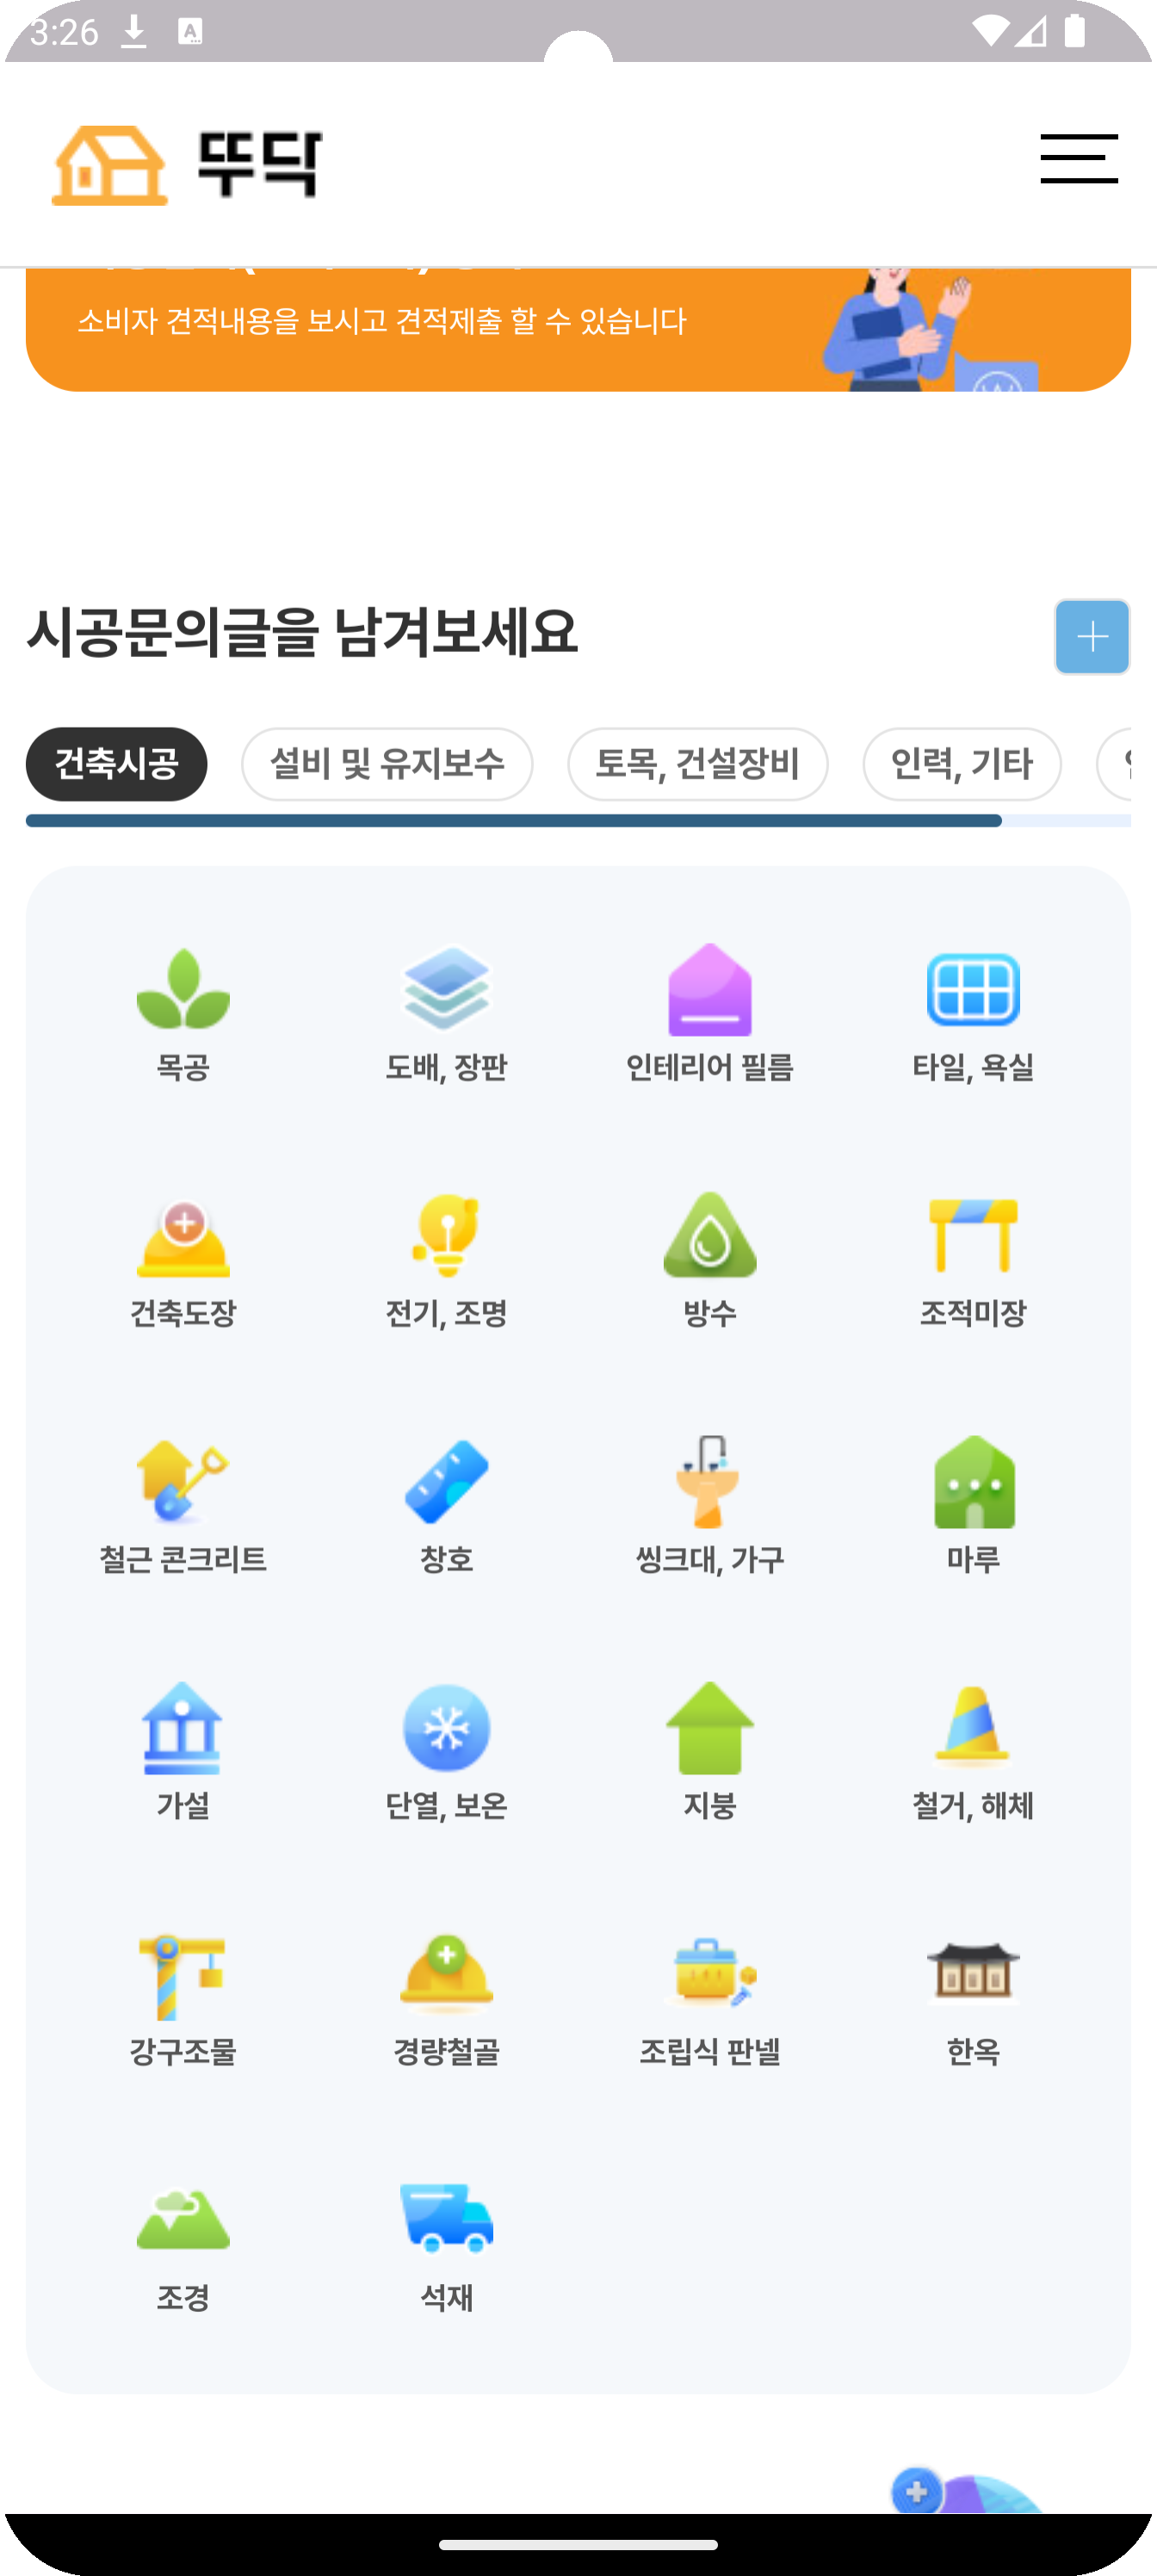 3:26
A
뚜닥
소비자 견적내용을 보시고 견적제출 할 수 있습니다
시공문의글을 남겨보세요
건축시공 설비 및 유지보수 토목, 건설장비 인력, 기타
목공 도배, 장판 인테리어 필름 타일, 욕실
건축도장 전기, 조명 방수 조적미장
철근 콘크리트 창호 씽크대, 가구 마루
가설 단열, 보온 지붕 철거, 해체
강구조물 경량철골 조립식 판넬 한옥
조경 석재